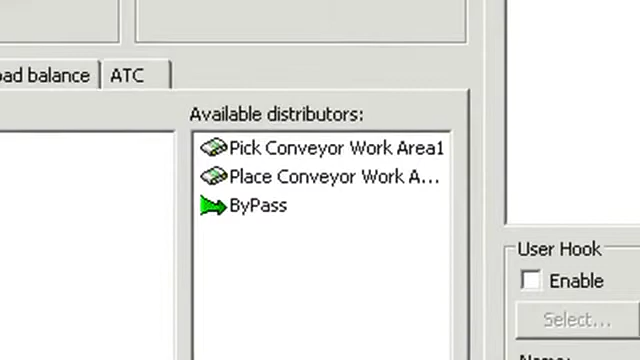 oad balance
ATC
Available distributors:
Pick Conveyor Work Area1
Place Conveyor Work A...
ByPass
User Hook
Enable
Select...